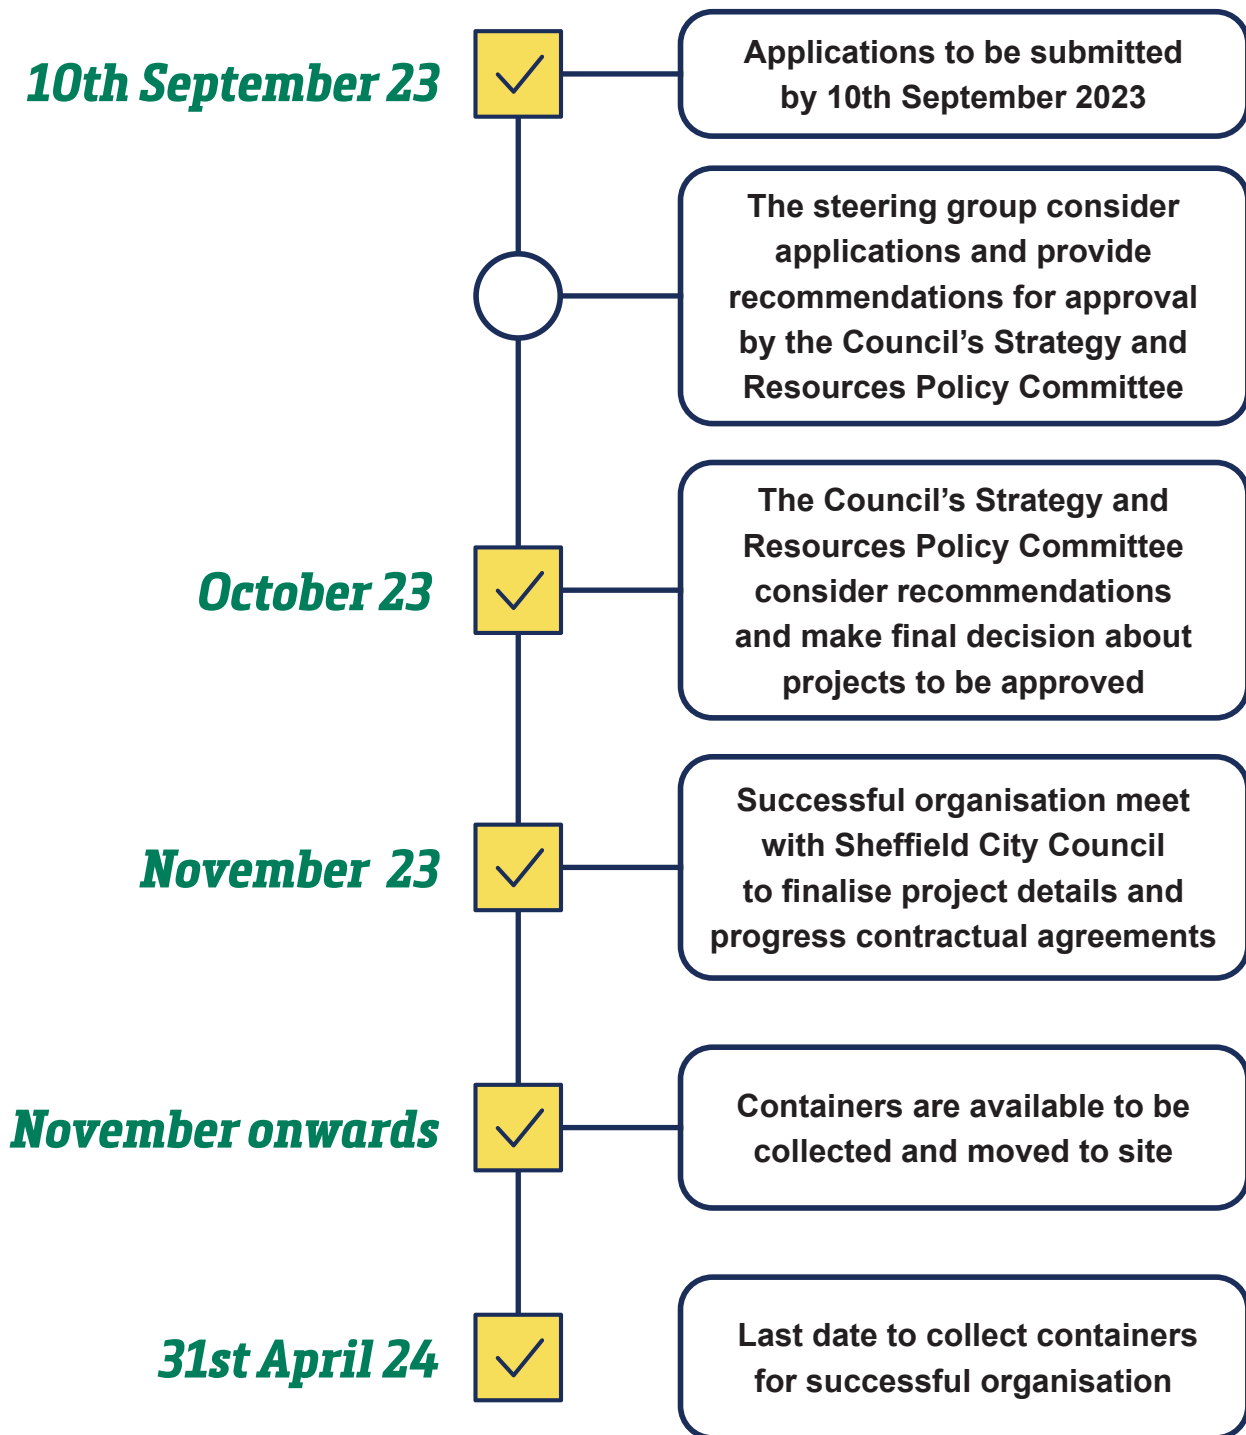 10th September 23
Applications to be submitted
by 10th September 2023
The steering group consider
applications and provide
recommendations for approval
by the Council’s Strategy and
Resources Policy Committee
October 23
The Council’s Strategy and
Resources Policy Committee
consider recommendations
and make final decision about
projects to be approved
November 23
Successful organisation meet
with Sheffield City Council
to finalise project details and
progress contractual agreements
November onwards
Containers are available to be
collected and moved to site
31st April 24
Last date to collect containers
for successful organisation